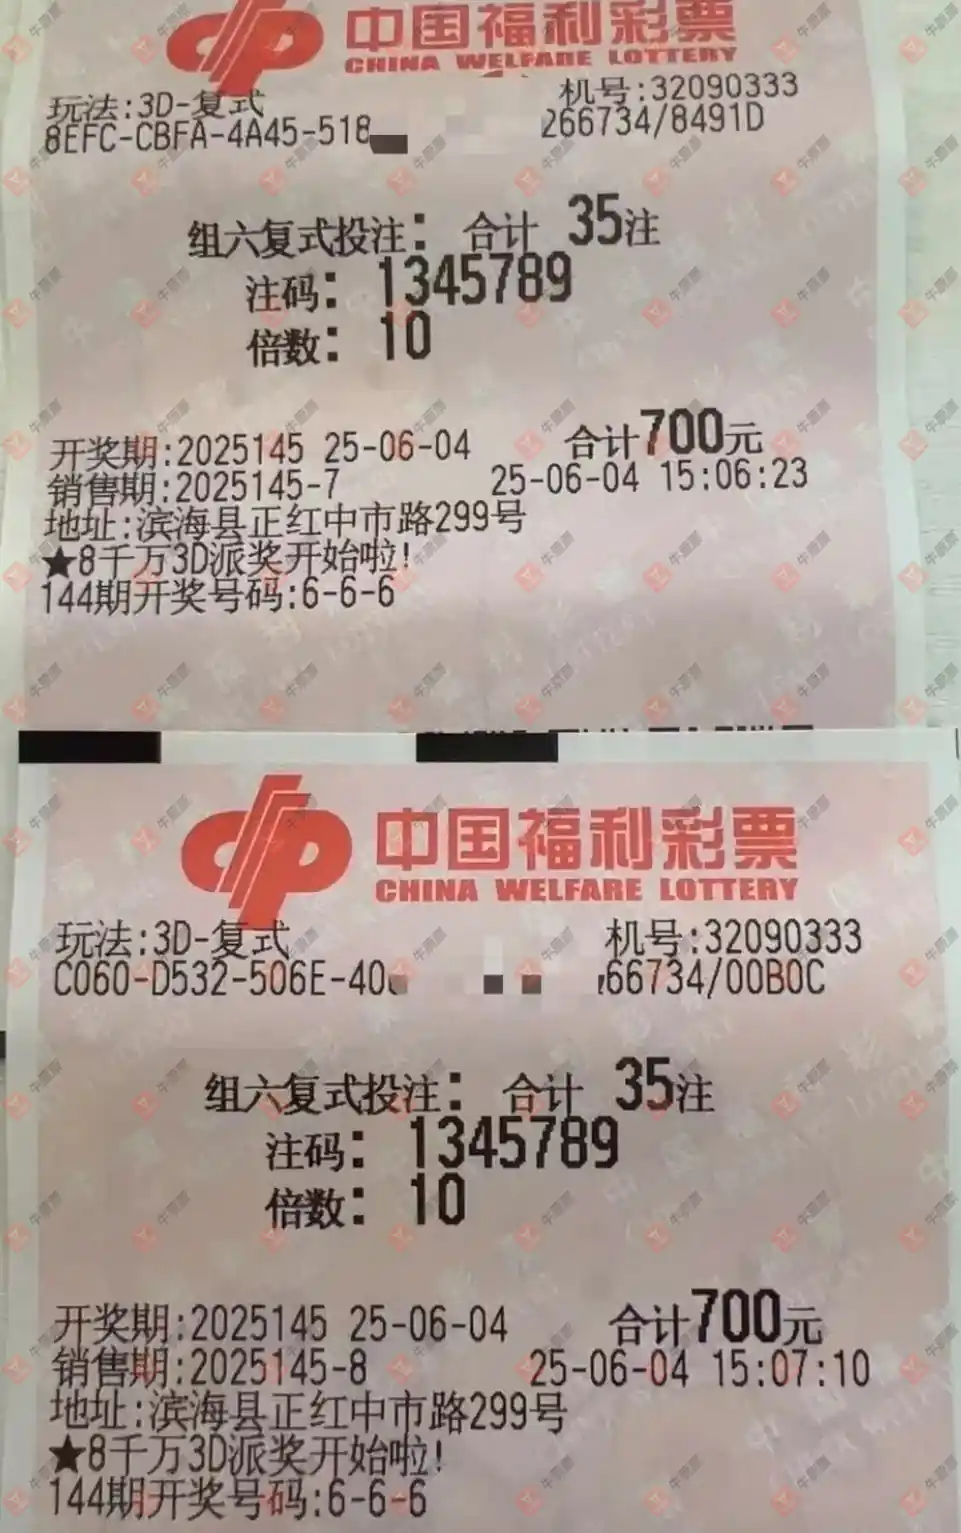 中国福利彩票
CHINA WELFARE LOTTERY
玩法:3D-复式
机号:32090333
8EFC-CBFA-4A45-518
266734/8491D
组六复式投注: 合计 35注
注码: 1345789
倍数: 10
开奖期:2025145 25-06-04 合计700元
销售期:2025145-7 25-06-04 15:06:23
地址:滨海县正红中市路299号
★8千万3D派奖开始啦!
144期开奖号码:6-6-6
中国福利彩票
CHINA WELFARE LOTTERY
玩法:3D-复式
机号:32090333
C060-D532-506E-40
66734/00B0C
组六复式投注: 合计 35注
注码: 1345789
倍数: 10
开奖期:2025145 25-06-04 合计700元
销售期:2025145-8 25-06-04 15:07:10
地址:滨海县正红中市路299号
★8千万3D派奖开始啦!
144期开奖号码:6-6-6